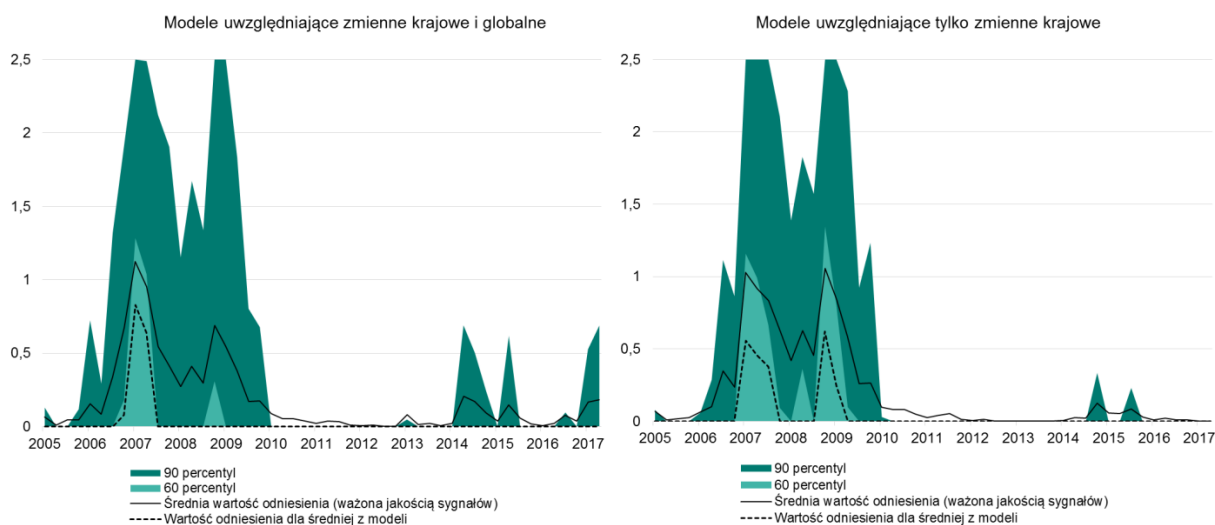 Modele uwzględniające zmienne krajowe i globalne
2,5
2
1,5
1
0,5
0
2005 2006 2007 2008 2009 2010 2011 2012 2013 2014 2015 2016 2017
90 percentyl
60 percentyl
Średnia wartość odniesienia (ważona jakością sygnałów)
Wartość odniesienia dla średniej z modeli
Modele uwzględniające tylko zmienne krajowe
2,5
2
1,5
1
0,5
0
2005 2006 2007 2008 2009 2010 2011 2012 2013 2014 2015 2016 2017
90 percentyl
60 percentyl
Średnia wartość odniesienia (ważona jakością sygnałów)
Wartość odniesienia dla średniej z modeli